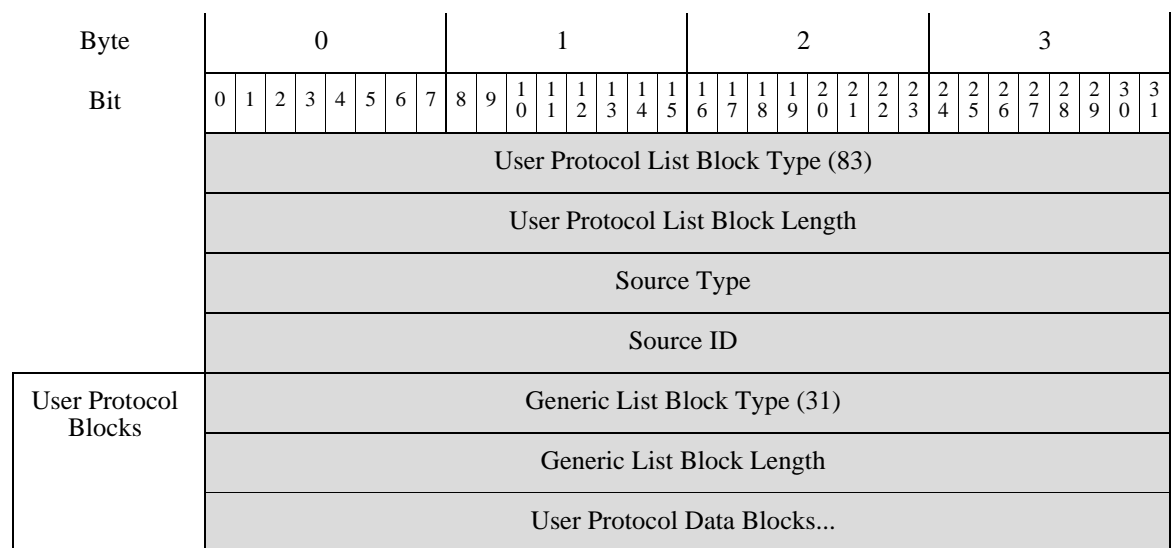 Byte 0 1 2 3
Bit 0 1 2 3 4 5 6 7 8 9 10 11 12 13 14 15 16 17 18 19 20 21 22 23 24 25 26 27 28 29 30 31
User Protocol List Block Type (83)
User Protocol List Block Length
Source Type
Source ID
User Protocol
Blocks
Generic List Block Type (31)
Generic List Block Length
User Protocol Data Blocks...